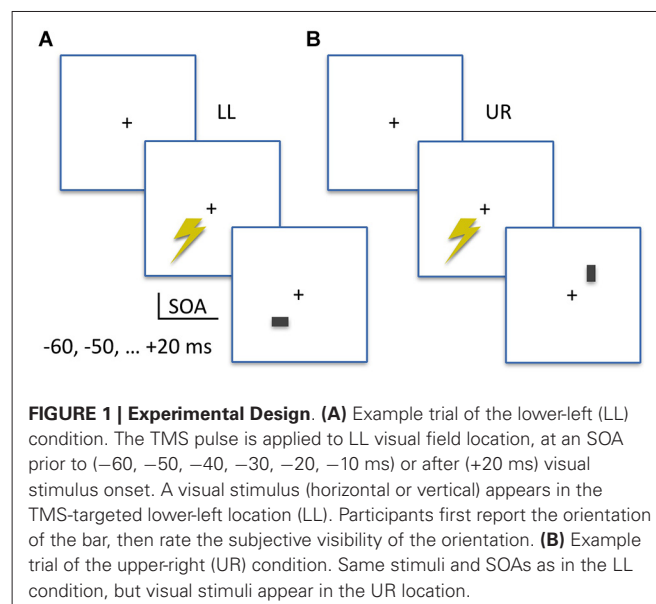 A
B
+
+
LL
UR
+
+
+
+
SOA
-60, -50, ... +20 ms
FIGURE 1 | Experimental Design. (A) Example trial of the lower-left (LL)
condition. The TMS pulse is applied to LL visual field location, at an SOA
prior to (−60, −50, −40, −30, −20, −10 ms) or after (+20 ms) visual
stimulus onset. A visual stimulus (horizontal or vertical) appears in the
TMS-targeted lower-left location (LL). Participants first report the orientation
of the bar, then rate the subjective visibility of the orientation. (B) Example
trial of the upper-right (UR) condition. Same stimuli and SOAs as in the LL
condition, but visual stimuli appear in the UR location.